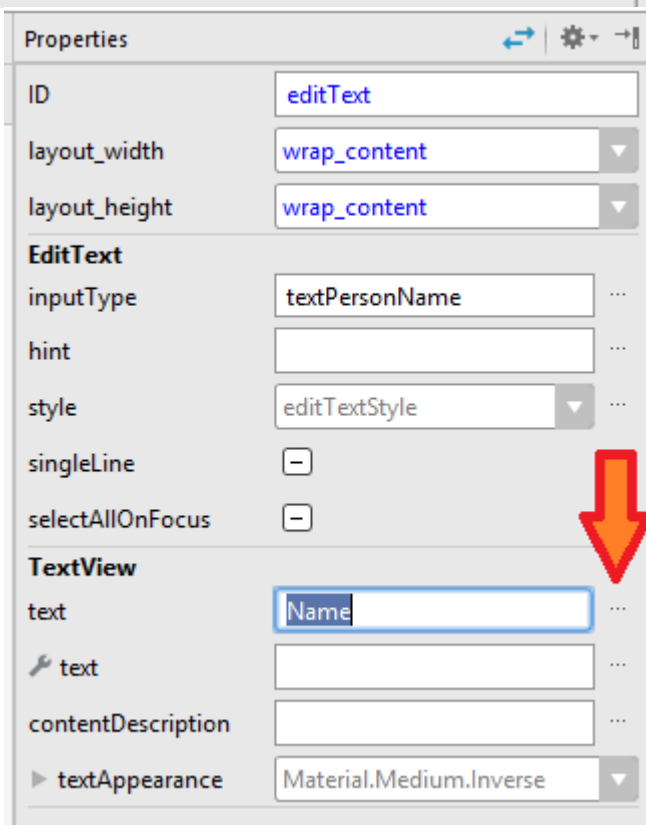 Properties
ID editText
layout_width wrap_content
layout_height wrap_content
EditText
inputType textPersonName ...
hint ...
style editTextStyle ...
singleLine
selectAllOnFocus
TextView
text Name ...
text ...
contentDescription ...
textAppearance Material.Medium.Inverse